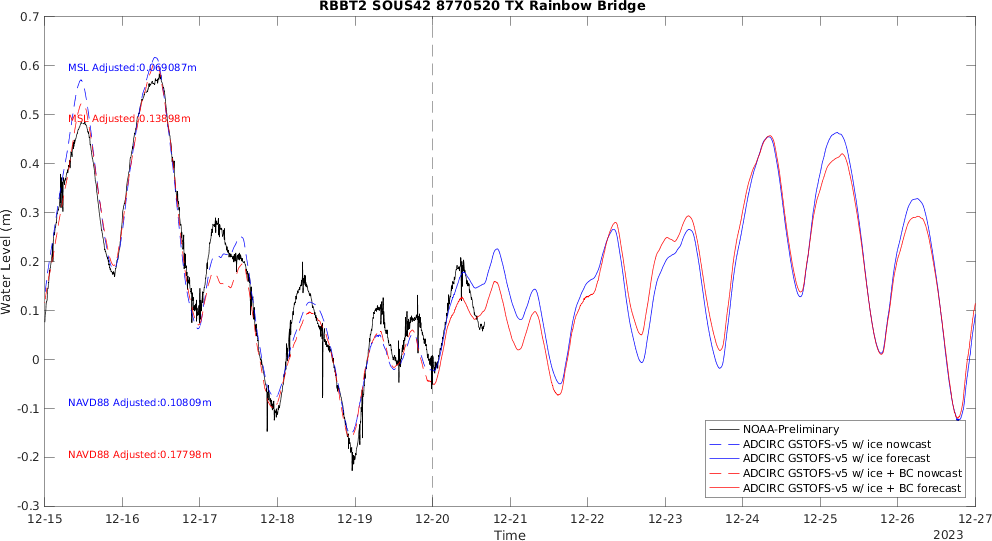 RBBT2 SOUS42 8770520 TX Rainbow Bridge
Water Level (m)
0.7
0.6
0.5
0.4
0.3
0.2
0.1
0
-0.1
-0.2
-0.3
MSL Adjusted:0.069087m
MSL Adjusted:0.13898m
NAVD88 Adjusted:0.10809m
NAVD88 Adjusted:0.17798m
NOAA-Preliminary
ADCIRC GSTOFS-v5 w/ ice nowcast
ADCIRC GSTOFS-v5 w/ ice forecast
ADCIRC GSTOFS-v5 w/ ice + BC nowcast
ADCIRC GSTOFS-v5 w/ ice + BC forecast
12-15 12-16 12-17 12-18 12-19 12-20 12-21 12-22 12-23 12-24 12-25 12-26 12-27
Time
2023